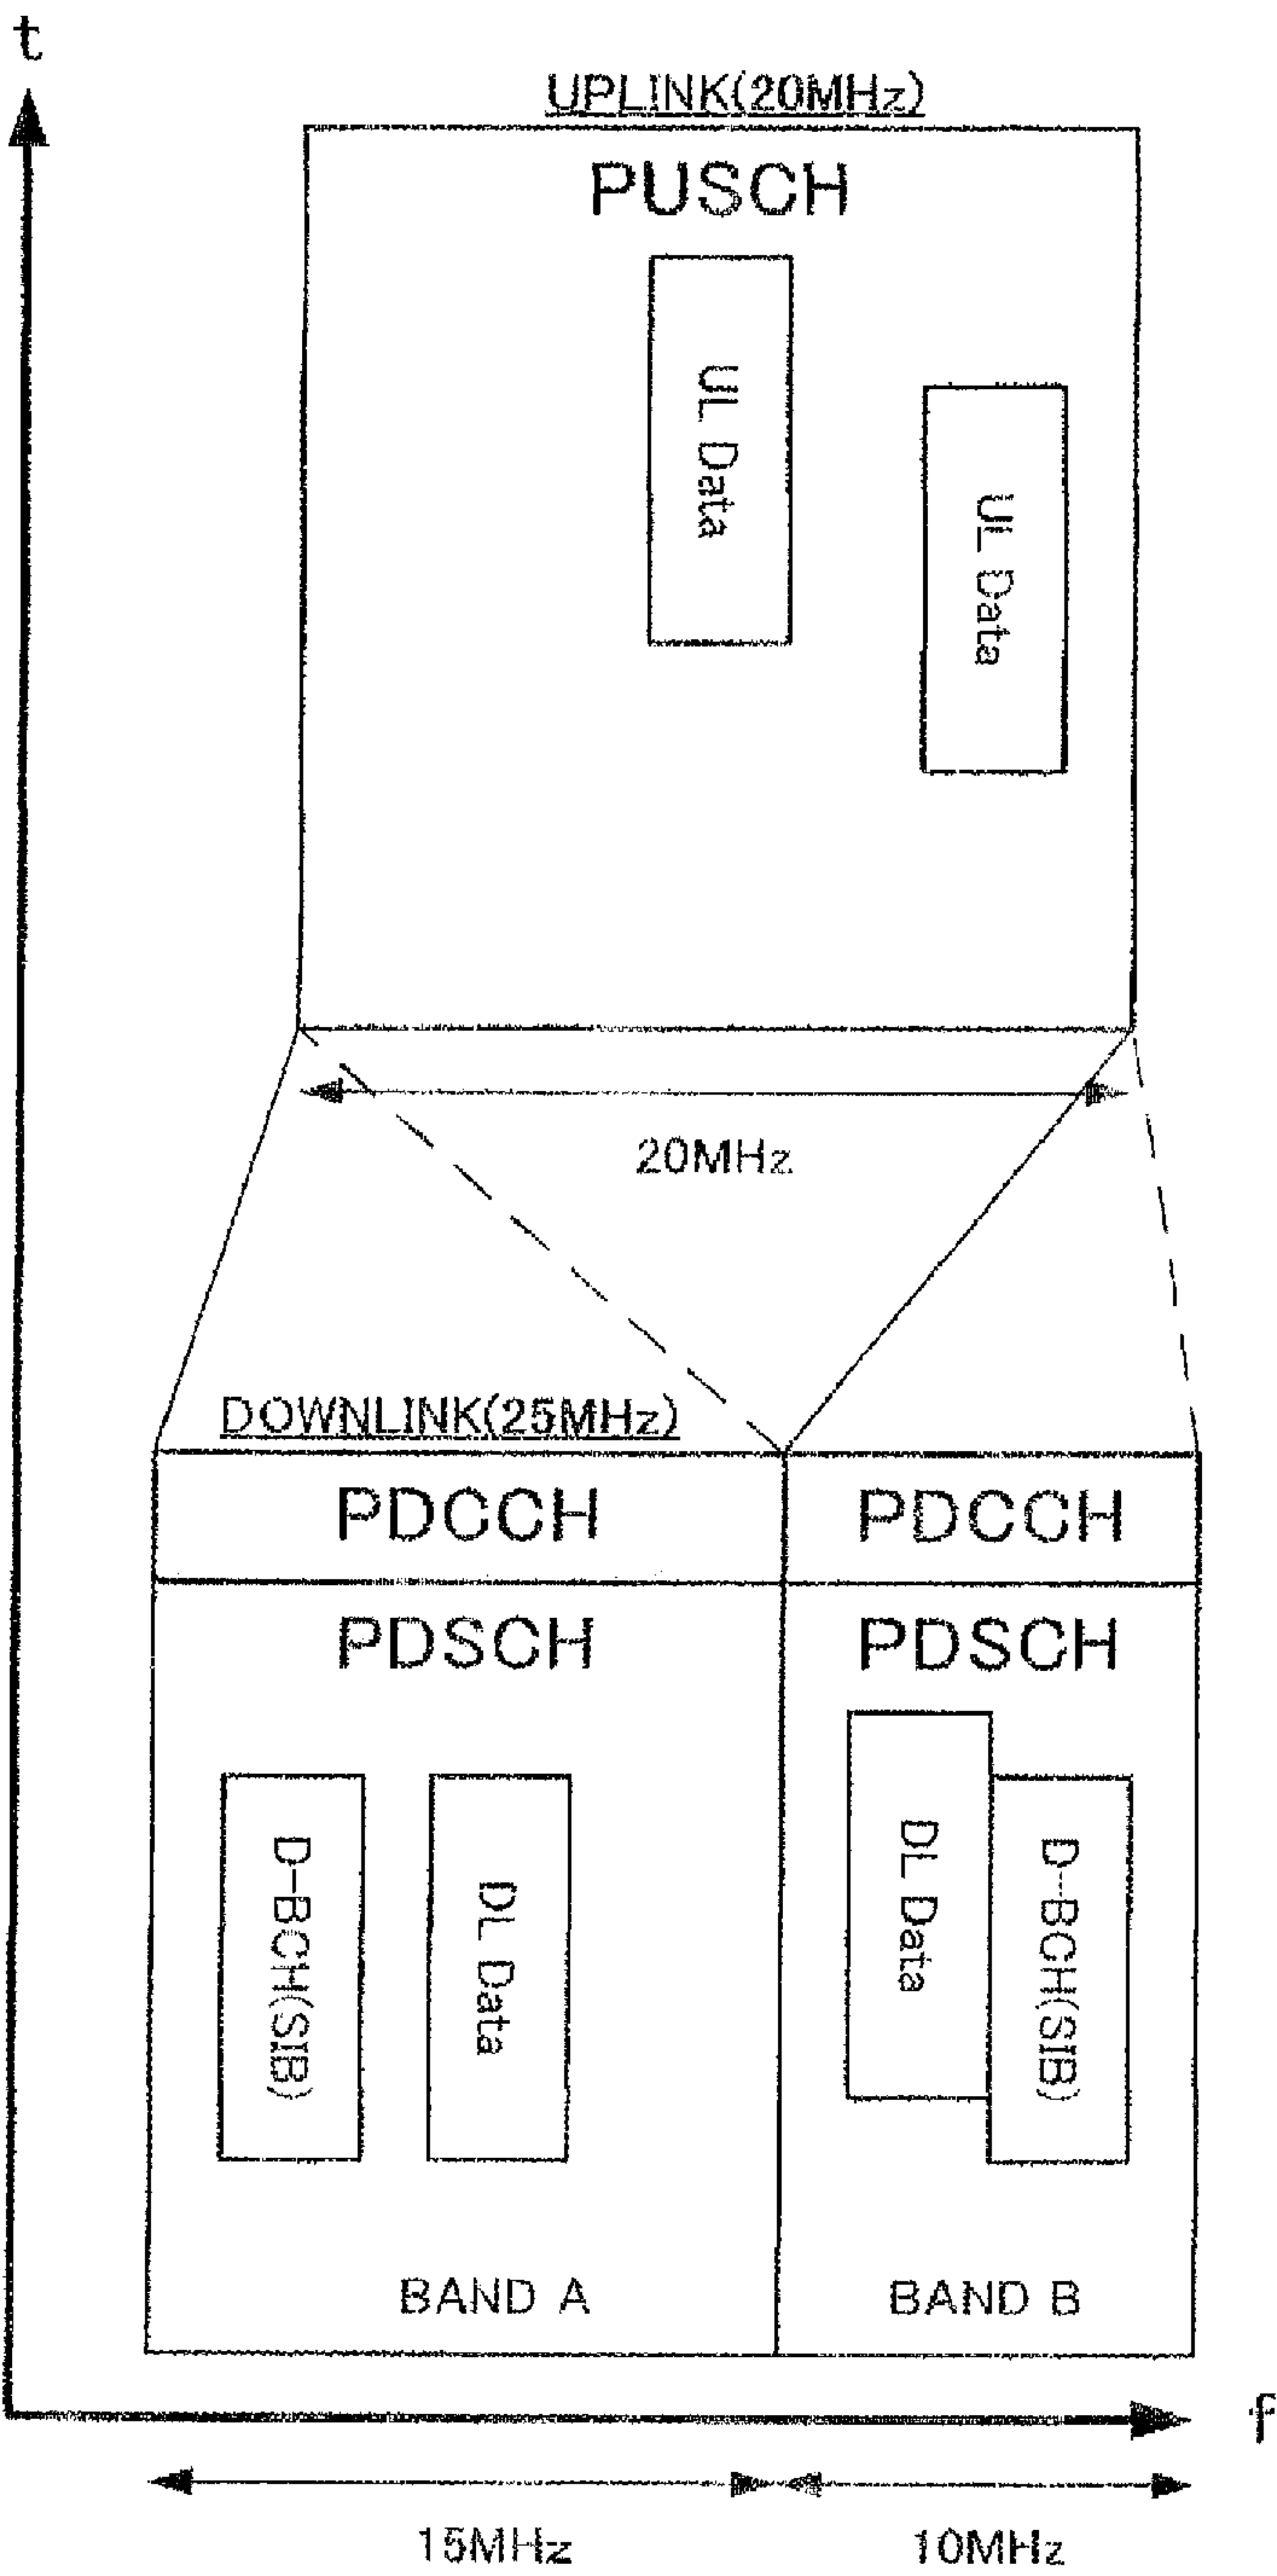 t
UPLINK(20MHz)
PUSCH
UL Data
UL Data
20MHz
DOWNLINK(25MHz)
PDCCH
PDCCH
PDSCH
PDSCH
D-BCH(SIB)
DL Data
DL Data
D-BCH(SIB)
BAND A
BAND B
f
15MHz
10MHz